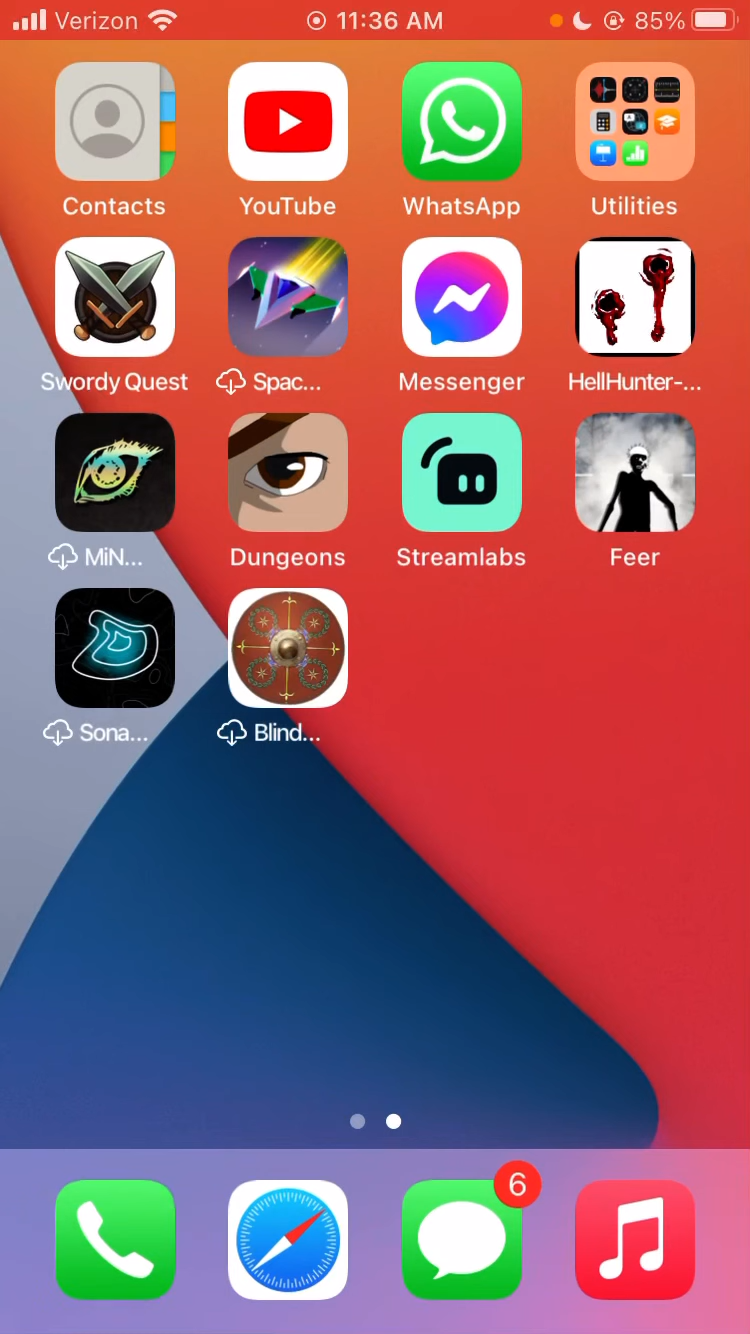 Verizon 11:36 AM 85%
Contacts YouTube WhatsApp Utilities
Swordy Quest Spac... Messenger HellHunter-...
MiN... Dungeons Streamlabs Feer
Sona... Blind...
6